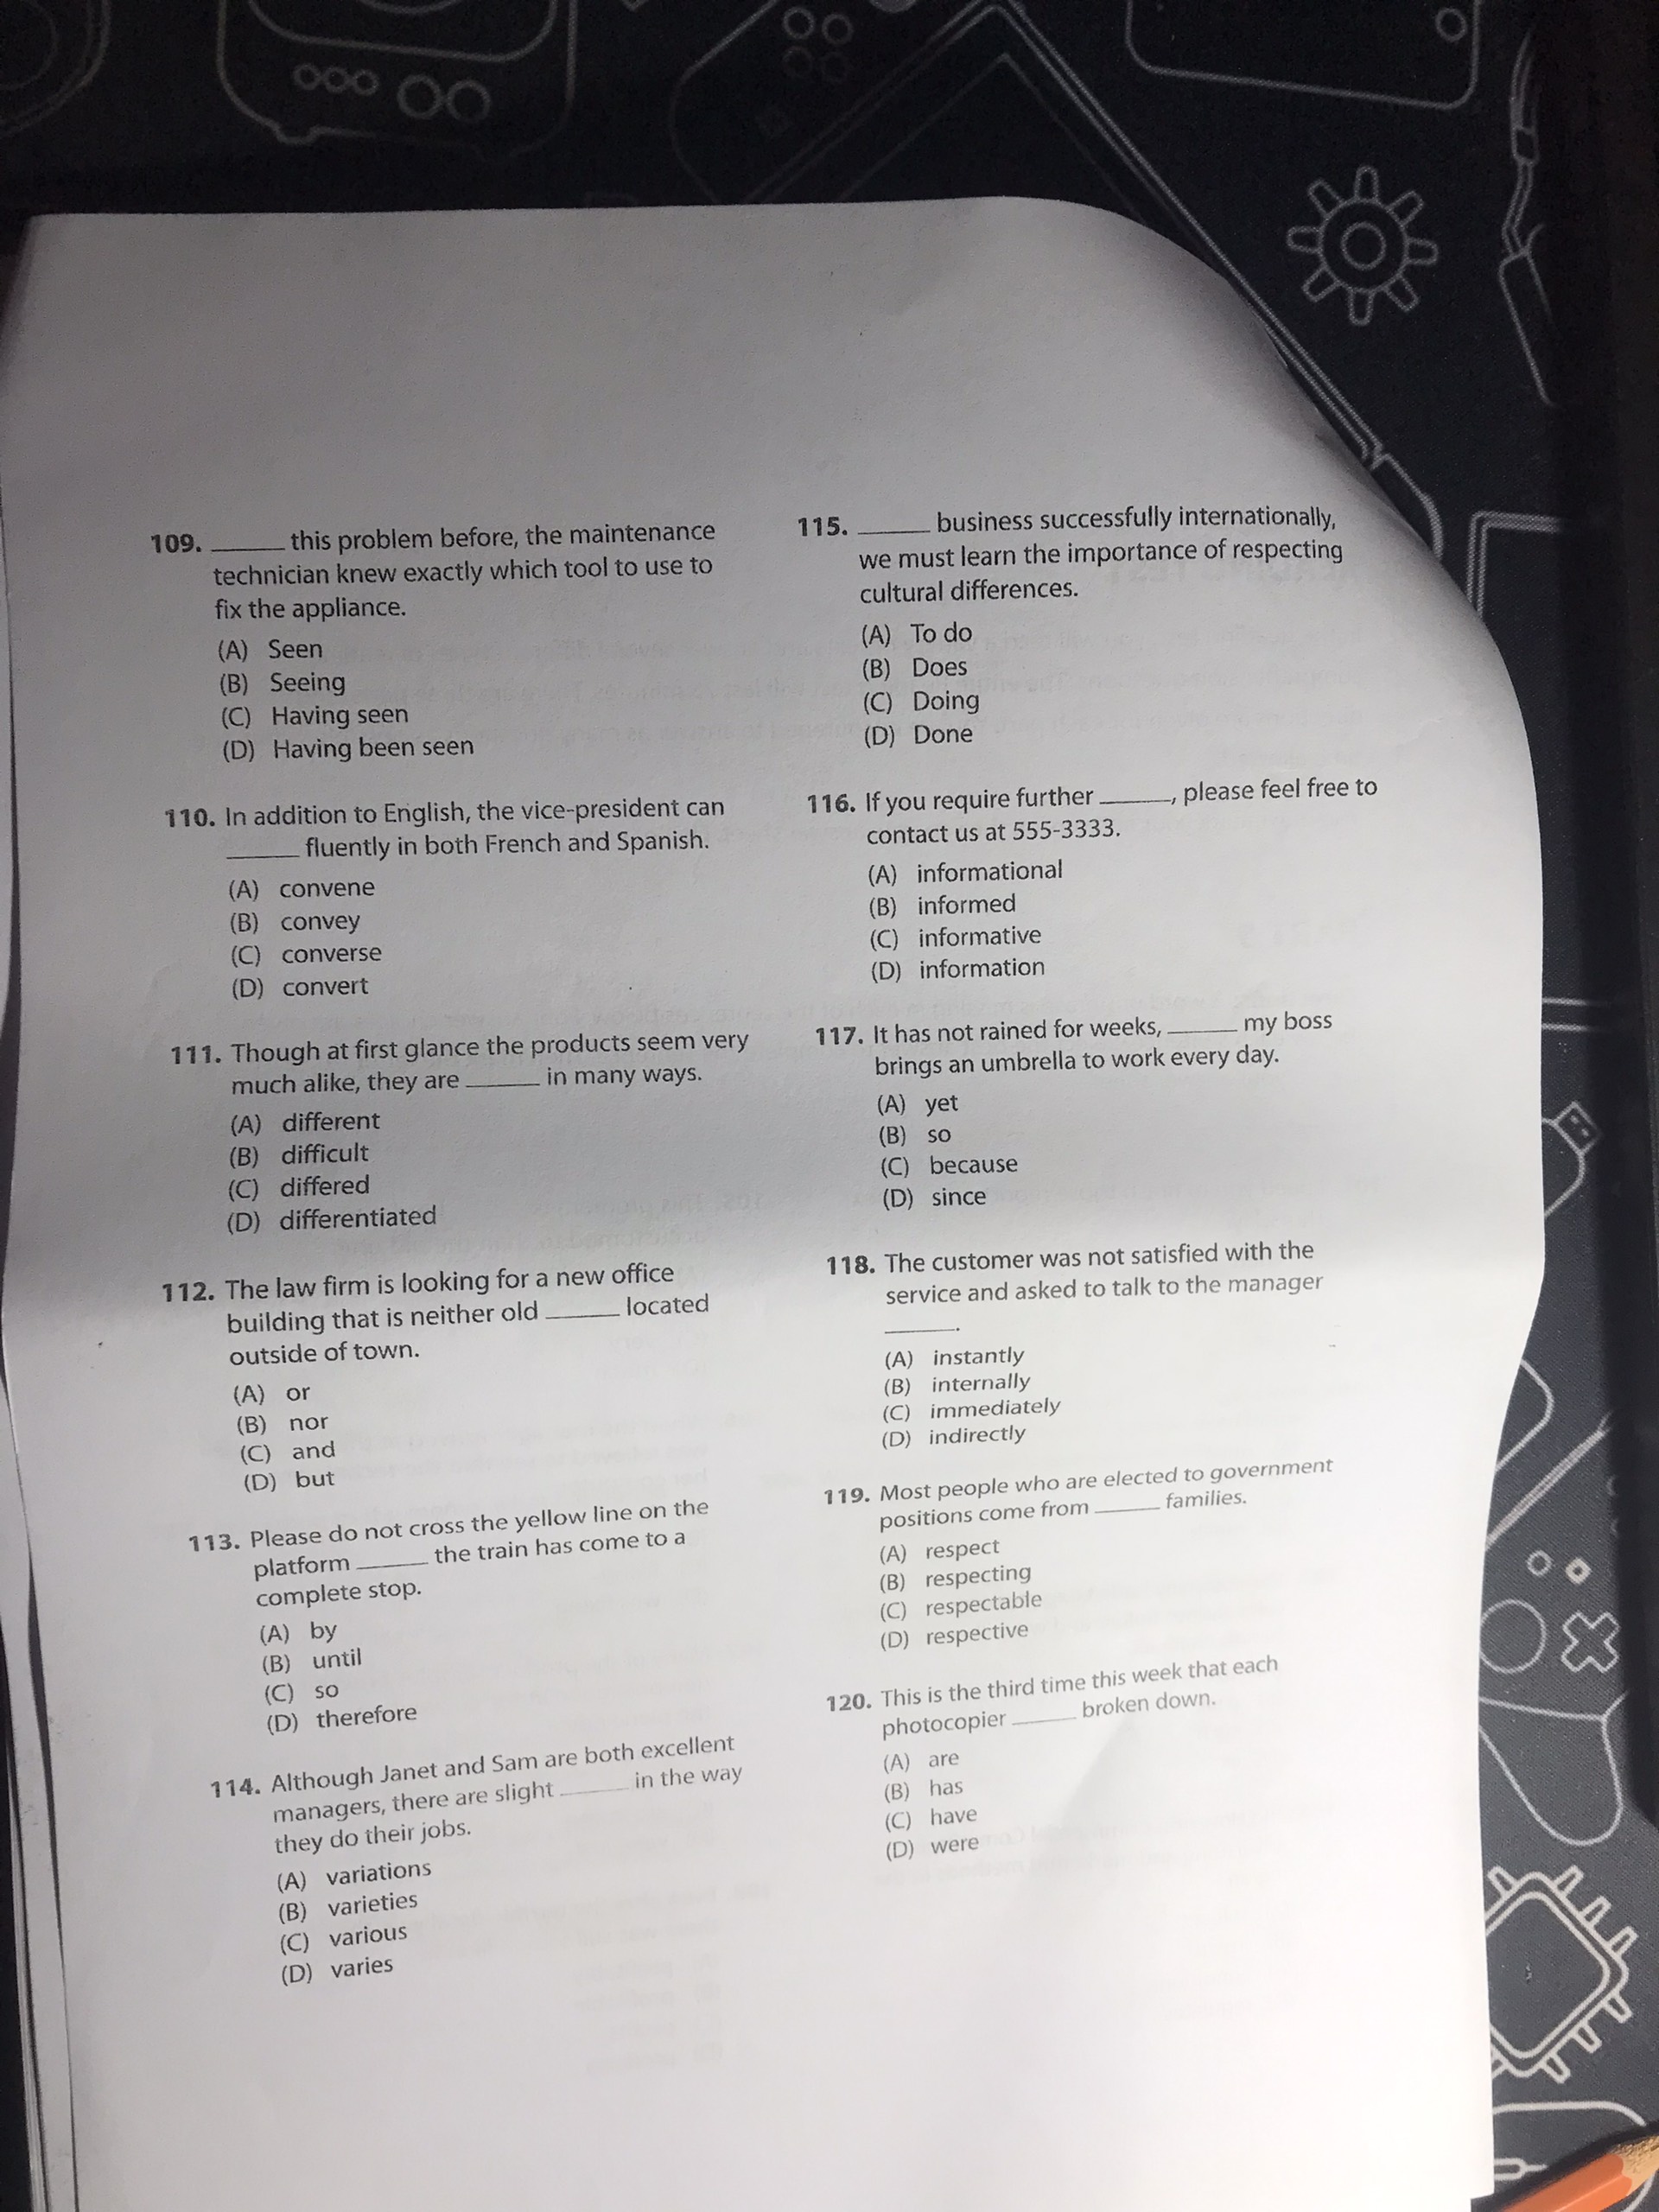 109. ______ this problem before, the maintenance
technician knew exactly which tool to use to
fix the appliance.
(A) Seen
(B) Seeing
(C) Having seen
(D) Having been seen
110. In addition to English, the vice-president can
______ fluently in both French and Spanish.
(A) convene
(B) convey
(C) converse
(D) convert
111. Though at first glance the products seem very
much alike, they are ______ in many ways.
(A) different
(B) difficult
(C) differed
(D) differentiated
112. The law firm is looking for a new office
building that is neither old ______ located
outside of town.
(A) or
(B) nor
(C) and
(D) but
113. Please do not cross the yellow line on the
platform ______ the train has come to a
complete stop.
(A) by
(B) until
(C) so
(D) therefore
114. Although Janet and Sam are both excellent
managers, there are slight ______ in the way
they do their jobs.
(A) variations
(B) varieties
(C) various
(D) varies
115. ______ business successfully internationally,
we must learn the importance of respecting
cultural differences.
(A) To do
(B) Does
(C) Doing
(D) Done
116. If you require further ______, please feel free to
contact us at 555-3333.
(A) informational
(B) informed
(C) informative
(D) information
117. It has not rained for weeks, ______ my boss
brings an umbrella to work every day.
(A) yet
(B) so
(C) because
(D) since
118. The customer was not satisfied with the
service and asked to talk to the manager
______.
(A) instantly
(B) internally
(C) immediately
(D) indirectly
119. Most people who are elected to government
positions come from ______ families.
(A) respect
(B) respecting
(C) respectable
(D) respective
120. This is the third time this week that each
photocopier ______ broken down.
(A) are
(B) has
(C) have
(D) were